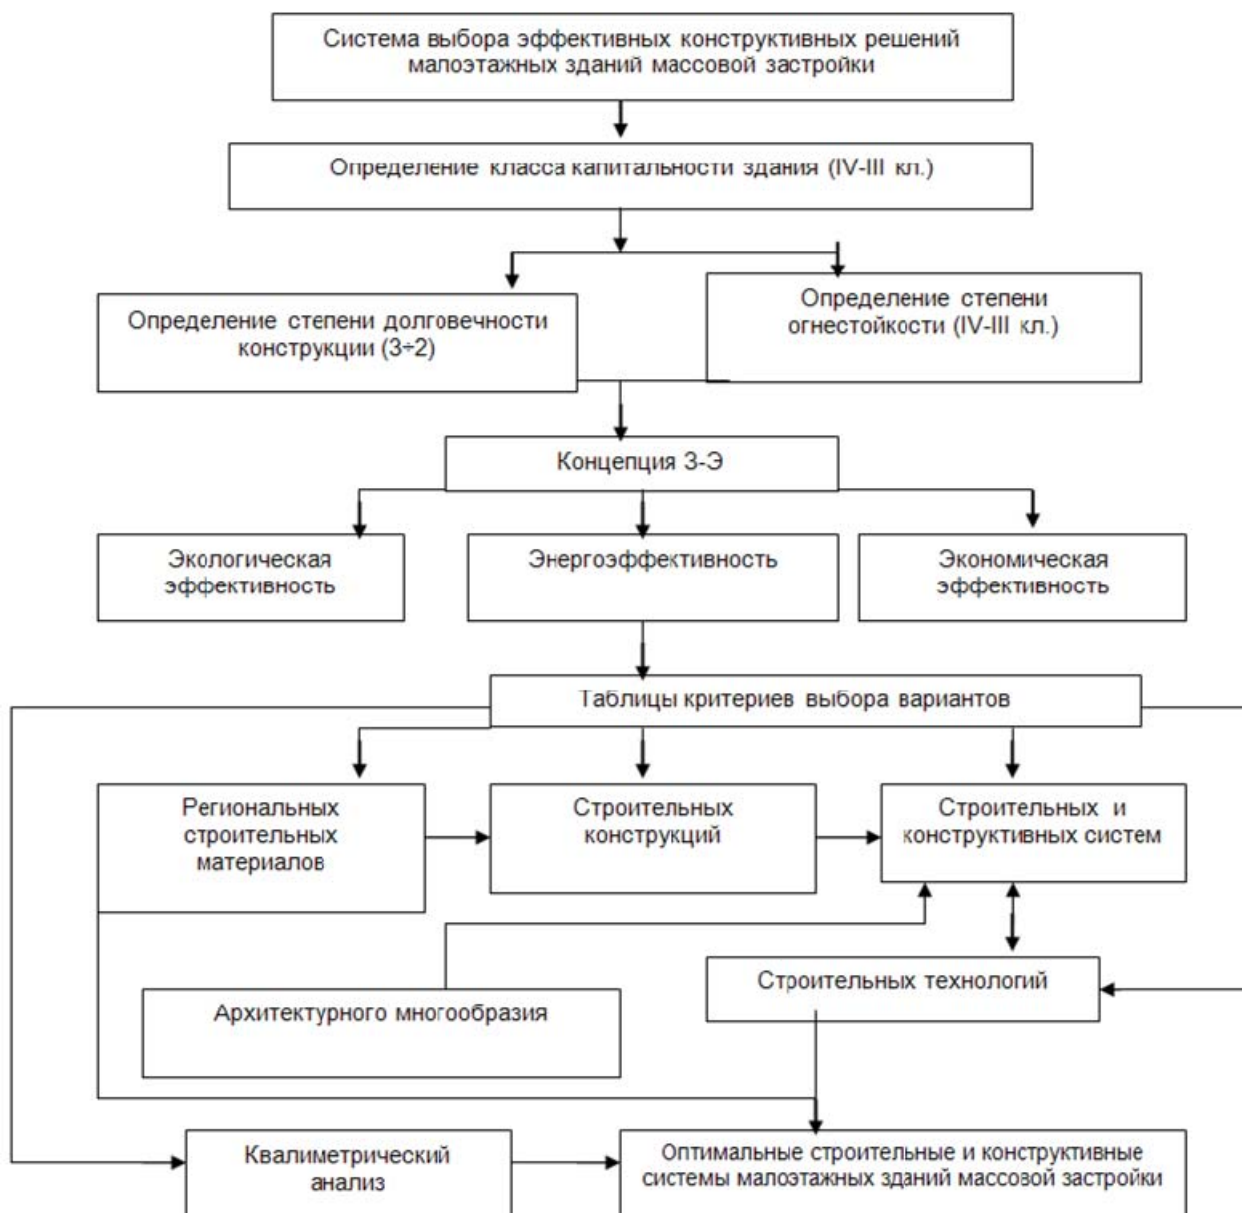 Система выбора эффективных конструктивных решений
малоэтажных зданий массовой застройки
Определение класса капитальности здания (IV-III кл.)
Определение степени долговечности
конструкции (3÷2)
Определение степени
огнестойкости (IV-III кл.)
Концепция 3-Э
Экологическая
эффективность
Энергоэффективность
Экономическая
эффективность
Таблицы критериев выбора вариантов
Региональных
строительных
материалов
Строительных
конструкций
Строительных и
конструктивных систем
Строительных технологий
Архитектурного многообразия
Квалиметрический
анализ
Оптимальные строительные и конструктивные
системы малоэтажных зданий массовой застройки